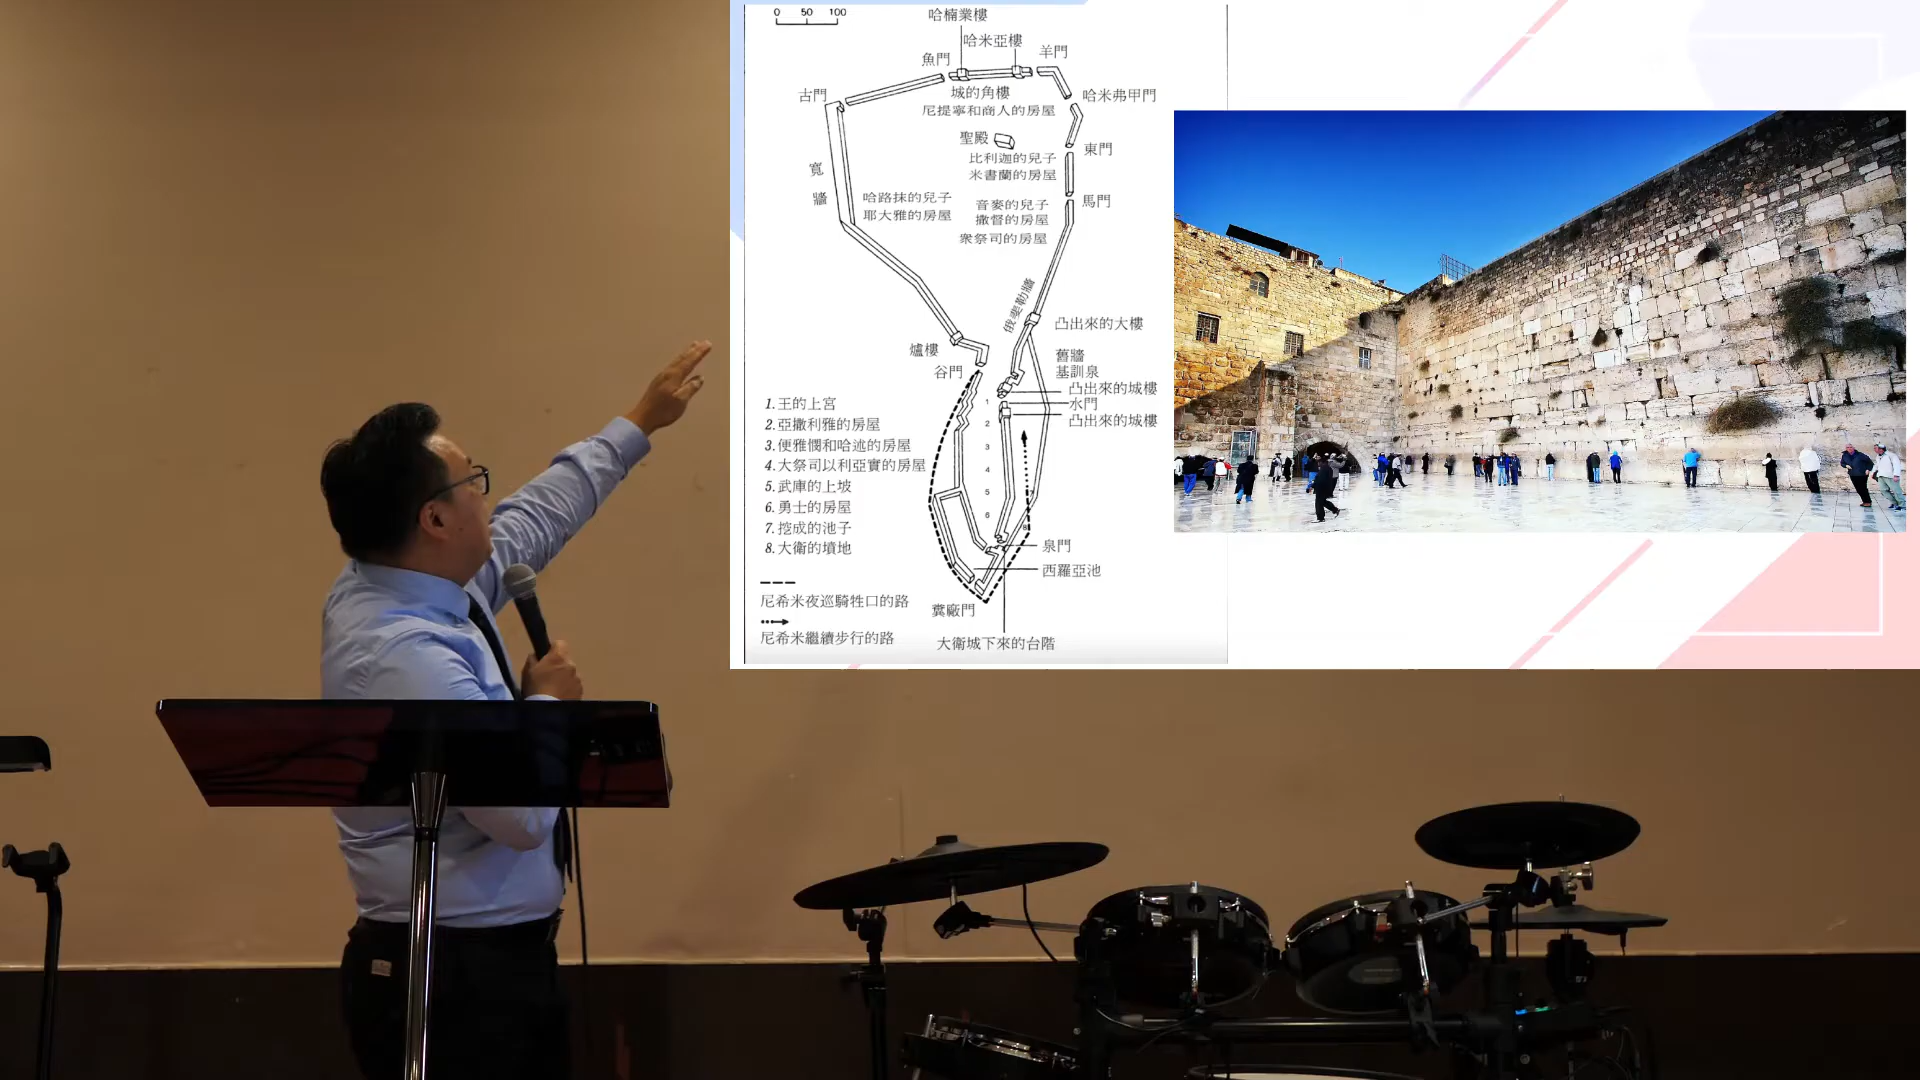 0 50 100
哈楠業樓
哈米亞樓
羊門
魚門
古門
城的角樓
哈米弗甲門
尼提寧和商人的房屋
聖殿
東門
比利迦的兒子
米書蘭的房屋
寬牆
哈路抹的兒子
耶大雅的房屋
馬門
音麥的兒子
撒督的房屋
衆祭司的房屋
俄斐勒牆
凸出來的大樓
爐樓
谷門
舊牆
基訓泉
凸出來的城樓
水門
凸出來的城樓
1
2
3
4
5
6
7
8
1.王的上宮
2.亞撒利雅的房屋
3.便雅憫和哈述的房屋
4.大祭司以利亞實的房屋
5.武庫的上坡
6.勇士的房屋
7.挖成的池子
8.大衛的墳地
泉門
西羅亞池
尼希米夜巡騎牲口的路
糞廠門
尼希米繼續步行的路
大衛城下來的台階